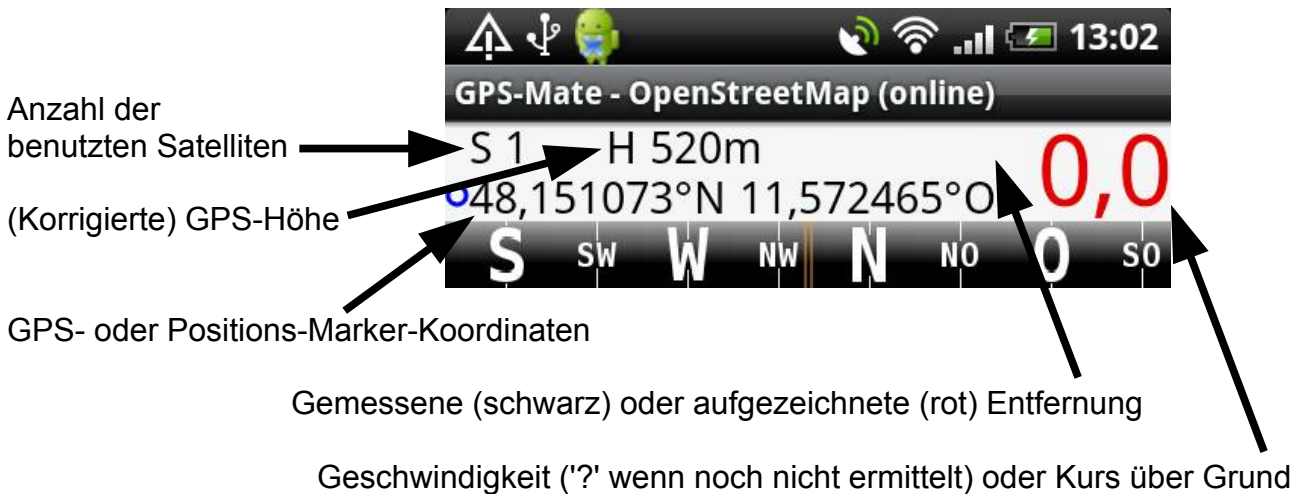 13:02
GPS-Mate - OpenStreetMap (online)
Anzahl der
benutzten Satelliten
S 1 H 520m
0,0
(Korrigierte) GPS-Höhe
48,151073°N 11,572465°O
S SW W NW N NO O SO
GPS- oder Positions-Marker-Koordinaten
Gemessene (schwarz) oder aufgezeichnete (rot) Entfernung
Geschwindigkeit ('?' wenn noch nicht ermittelt) oder Kurs über Grund